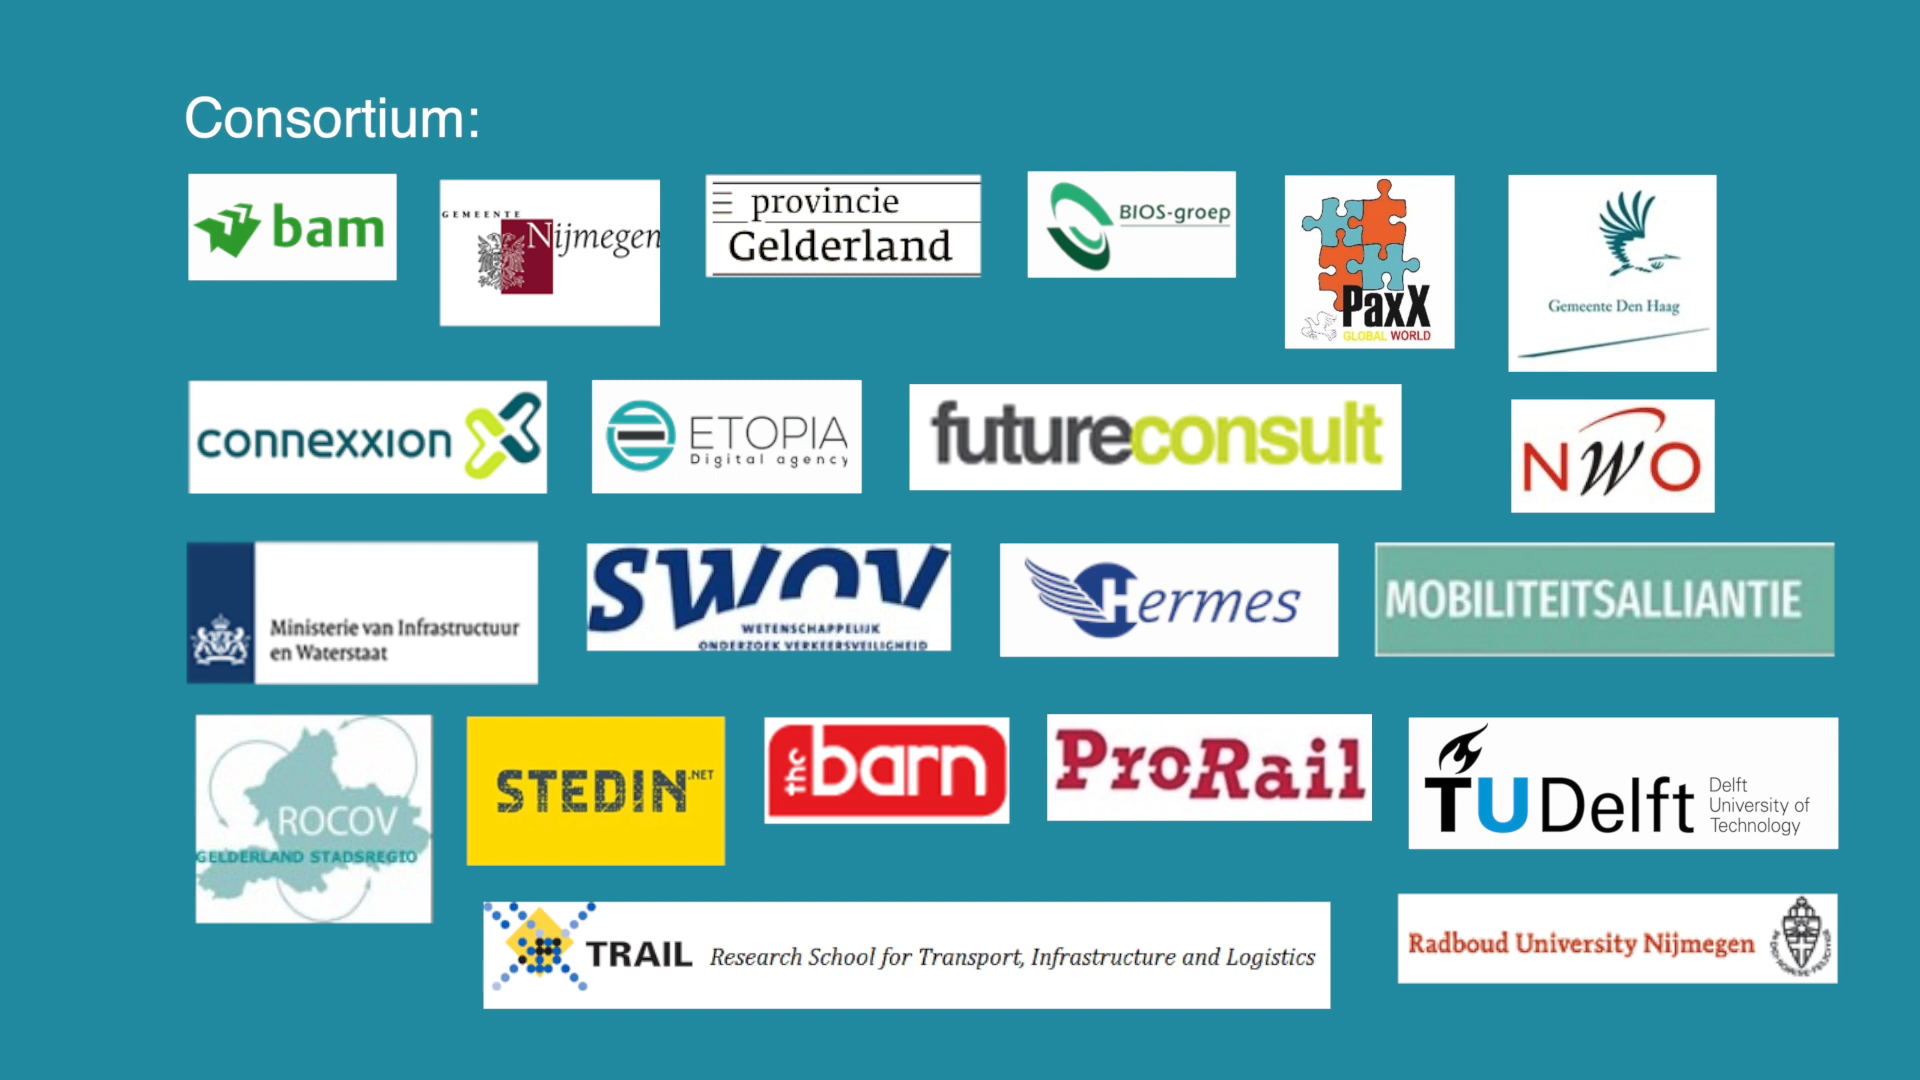 Consortium:
bam
GEMEENTE
Nijmegen
provincie
Gelderland
BIOS-groep
PaxX
GLOBAL WORLD
Gemeente Den Haag
connexxion
ETOPIA
Digital agency
futureconsult
NWO
Ministerie van Infrastructuur
en Waterstaat
SWOV
WETENSCHAPPELIJK
ONDERZOEK VERKEERSVEILIGHEID
Hermes
MOBILITEITSALLIANTIE
ROCOV
GELDERLAND STADSREGIO
STEDIN.NET
the barn
ProRail
TU Delft
Delft
University of
Technology
TRAIL Research School for Transport, Infrastructure and Logistics
Radboud University Nijmegen